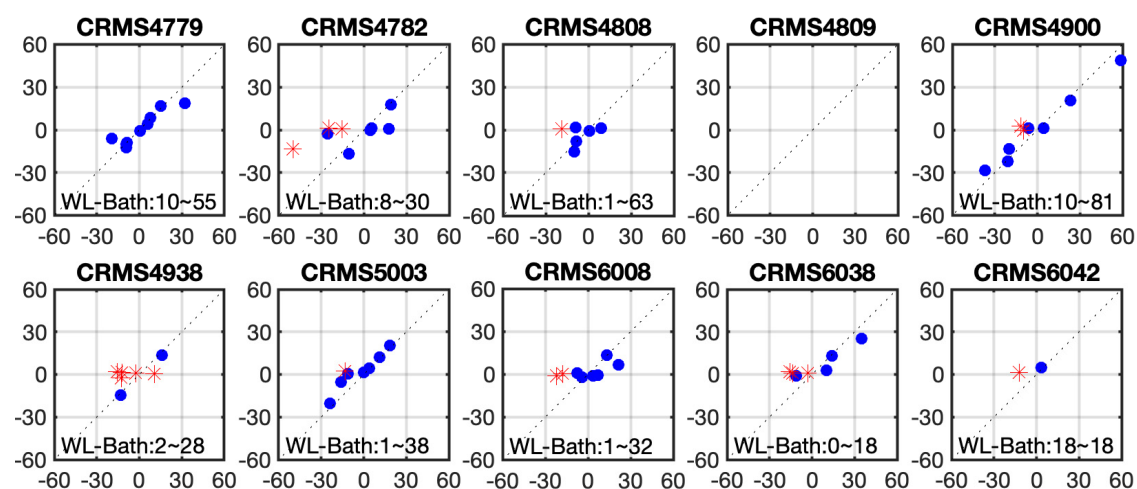 CRMS4779 CRMS4782 CRMS4808 CRMS4809 CRMS4900
60 60 60 60 60
30 30 30 30 30
0 0 0 0 0
-30 -30 -30 -30 -30
WL-Bath:10~55 WL-Bath:8~30 WL-Bath:1~63 WL-Bath:10~81
-60 -60 -60 -60 -60
-60 -30 0 30 60 -60 -30 0 30 60 -60 -30 0 30 60 -60 -30 0 30 60 -60 -30 0 30 60
CRMS4938 CRMS5003 CRMS6008 CRMS6038 CRMS6042
60 60 60 60 60
30 30 30 30 30
0 0 0 0 0
-30 -30 -30 -30 -30
WL-Bath:2~28 WL-Bath:1~38 WL-Bath:1~32 WL-Bath:0~18 WL-Bath:18~18
-60 -60 -60 -60 -60
-60 -30 0 30 60 -60 -30 0 30 60 -60 -30 0 30 60 -60 -30 0 30 60 -60 -30 0 30 60